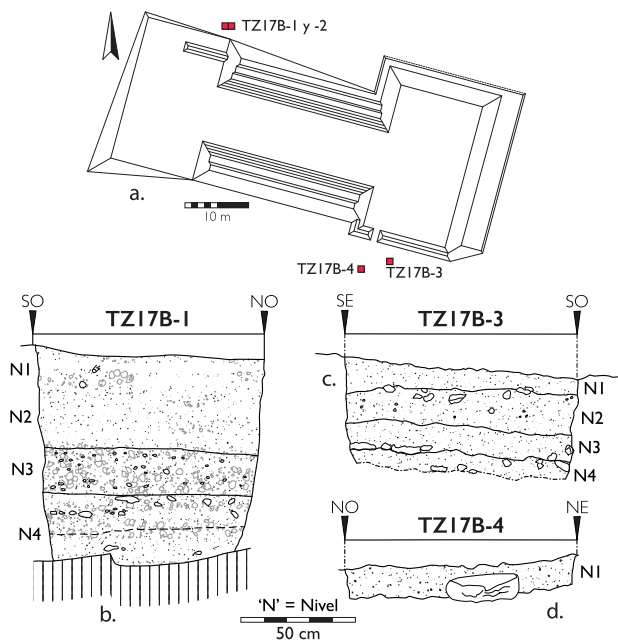 TZ17B-1 y -2
a.
10 m
TZ17B-4
TZ17B-3
SO
NO
TZ17B-1
N1
N2
N3
N4
b.
SE
SO
TZ17B-3
c.
N1
N2
N3
N4
NO
NE
TZ17B-4
N1
d.
'N' = Nivel
50 cm